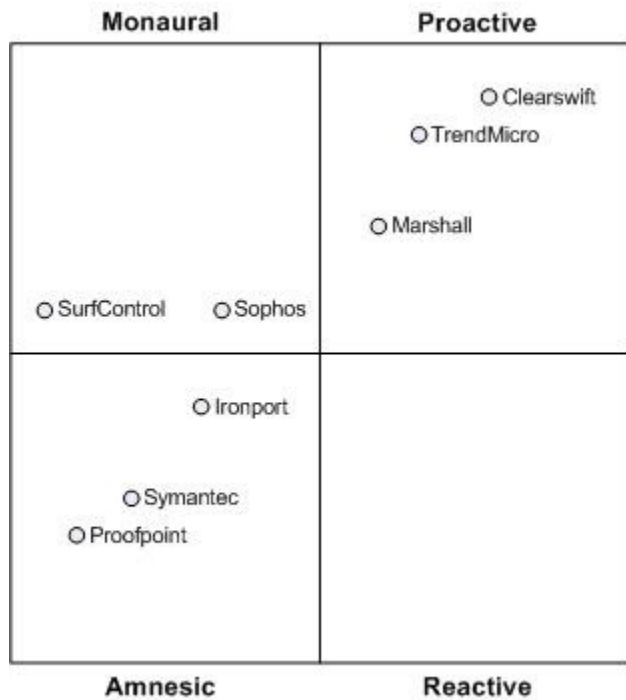 Monaural Proactive
Clearswift
TrendMicro
Marshall
SurfControl Sophos
Ironport
Symantec
Proofpoint
Amnesic Reactive